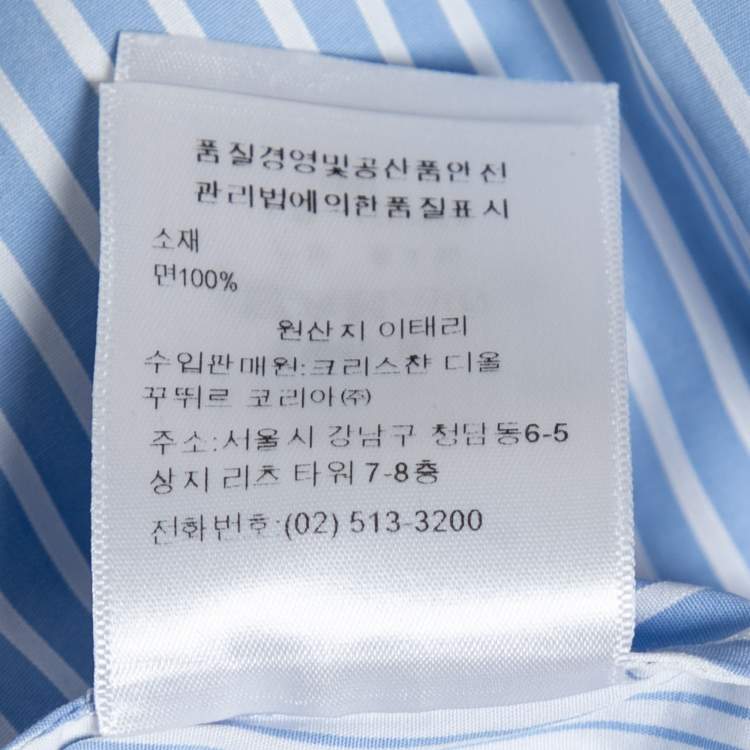 품질경영및공산품안전
관리법에의한품질표시
소재
면100%
원산지 이태리
수입판매원:크리스챤 디올
꾸뛰르 코리아㈜
주소:서울시 강남구 청담동6-5
상지 리츠 타워 7-8층
전화번호:(02) 513-3200